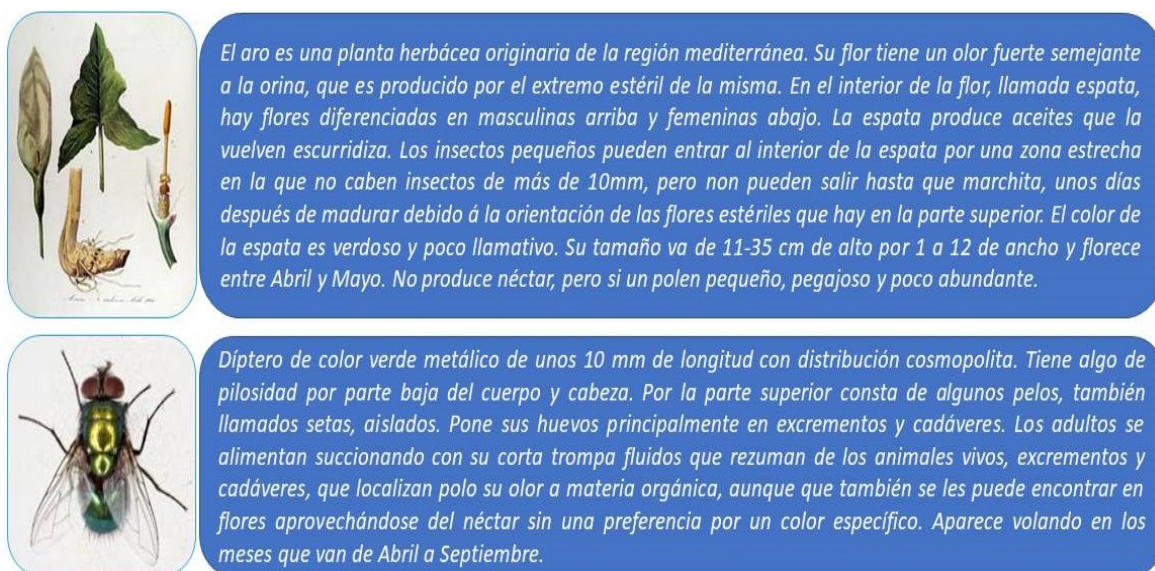 El aro es una planta herbácea originaria de la región mediterránea. Su flor tiene un olor fuerte semejante
a la orina, que es producido por el extremo estéril de la misma. En el interior de la flor, llamada espata,
hay flores diferenciadas en masculinas arriba y femeninas abajo. La espata produce aceites que la
vuelven escurridiza. Los insectos pequeños pueden entrar al interior de la espata por una zona estrecha
en la que no caben insectos de más de 10mm, pero non pueden salir hasta que marchita, unos días
después de madurar debido á la orientación de las flores estériles que hay en la parte superior. El color de
la espata es verdoso y poco llamativo. Su tamaño va de 11-35 cm de alto por 1 a 12 de ancho y florece
entre Abril y Mayo. No produce néctar, pero si un polen pequeño, pegajoso y poco abundante.
Díptero de color verde metálico de unos 10 mm de longitud con distribución cosmopolita. Tiene algo de
pilosidad por parte baja del cuerpo y cabeza. Por la parte superior consta de algunos pelos, también
llamados setas, aislados. Pone sus huevos principalmente en excrementos y cadáveres. Los adultos se
alimentan succionando con su corta trompa fluidos que rezuman de los animales vivos, excrementos y
cadáveres, que localizan polo su olor a materia orgánica, aunque que también se les puede encontrar en
flores aprovechándose del néctar sin una preferencia por un color específico. Aparece volando en los
meses que van de Abril a Septiembre.